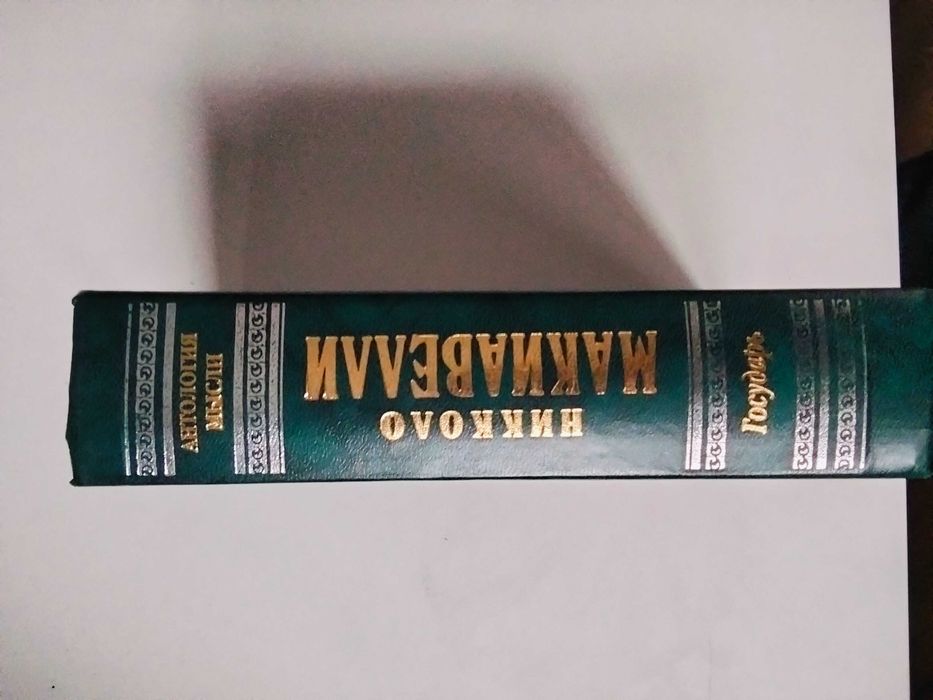 АНТОЛОГИЯ
МЫСЛИ
НИККОЛО
МАКИАВЕЛЛИ
Государь